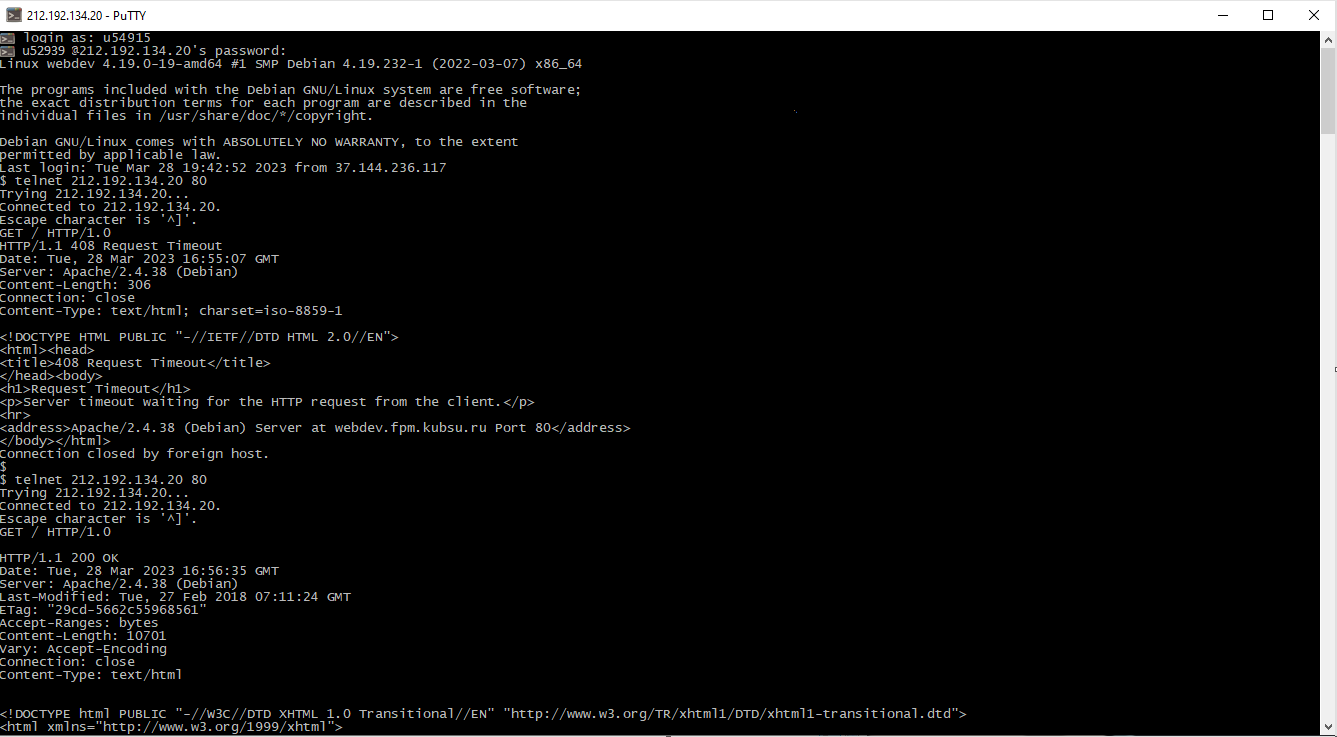 212.192.134.20 - PuTTY
login as: u54915
u52939 @212.192.134.20's password:
Linux webdev 4.19.0-19-amd64 #1 SMP Debian 4.19.232-1 (2022-03-07) x86_64
The programs included with the Debian GNU/Linux system are free software;
the exact distribution terms for each program are described in the
individual files in /usr/share/doc/*/copyright.
Debian GNU/Linux comes with ABSOLUTELY NO WARRANTY, to the extent
permitted by applicable law.
Last login: Tue Mar 28 19:42:52 2023 from 37.144.236.117
$ telnet 212.192.134.20 80
Trying 212.192.134.20...
Connected to 212.192.134.20.
Escape character is '^]'.
GET / HTTP/1.0
HTTP/1.1 408 Request Timeout
Date: Tue, 28 Mar 2023 16:55:07 GMT
Server: Apache/2.4.38 (Debian)
Content-Length: 306
Connection: close
Content-Type: text/html; charset=iso-8859-1
<!DOCTYPE HTML PUBLIC "-//IETF//DTD HTML 2.0//EN">
<html><head>
<title>408 Request Timeout</title>
</head><body>
<h1>Request Timeout</h1>
<p>Server timeout waiting for the HTTP request from the client.</p>
<hr>
<address>Apache/2.4.38 (Debian) Server at webdev.fpm.kubsu.ru Port 80</address>
</body></html>
Connection closed by foreign host.
$
$ telnet 212.192.134.20 80
Trying 212.192.134.20...
Connected to 212.192.134.20.
Escape character is '^]'.
GET / HTTP/1.0
HTTP/1.1 200 OK
Date: Tue, 28 Mar 2023 16:56:35 GMT
Server: Apache/2.4.38 (Debian)
Last-Modified: Tue, 27 Feb 2018 07:11:24 GMT
ETag: "29cd-5662c55968561"
Accept-Ranges: bytes
Content-Length: 10701
Vary: Accept-Encoding
Connection: close
Content-Type: text/html
<!DOCTYPE html PUBLIC "-//W3C//DTD XHTML 1.0 Transitional//EN" "http://www.w3.org/TR/xhtml1/DTD/xhtml1-transitional.dtd">
<html xmlns="http://www.w3.org/1999/xhtml">